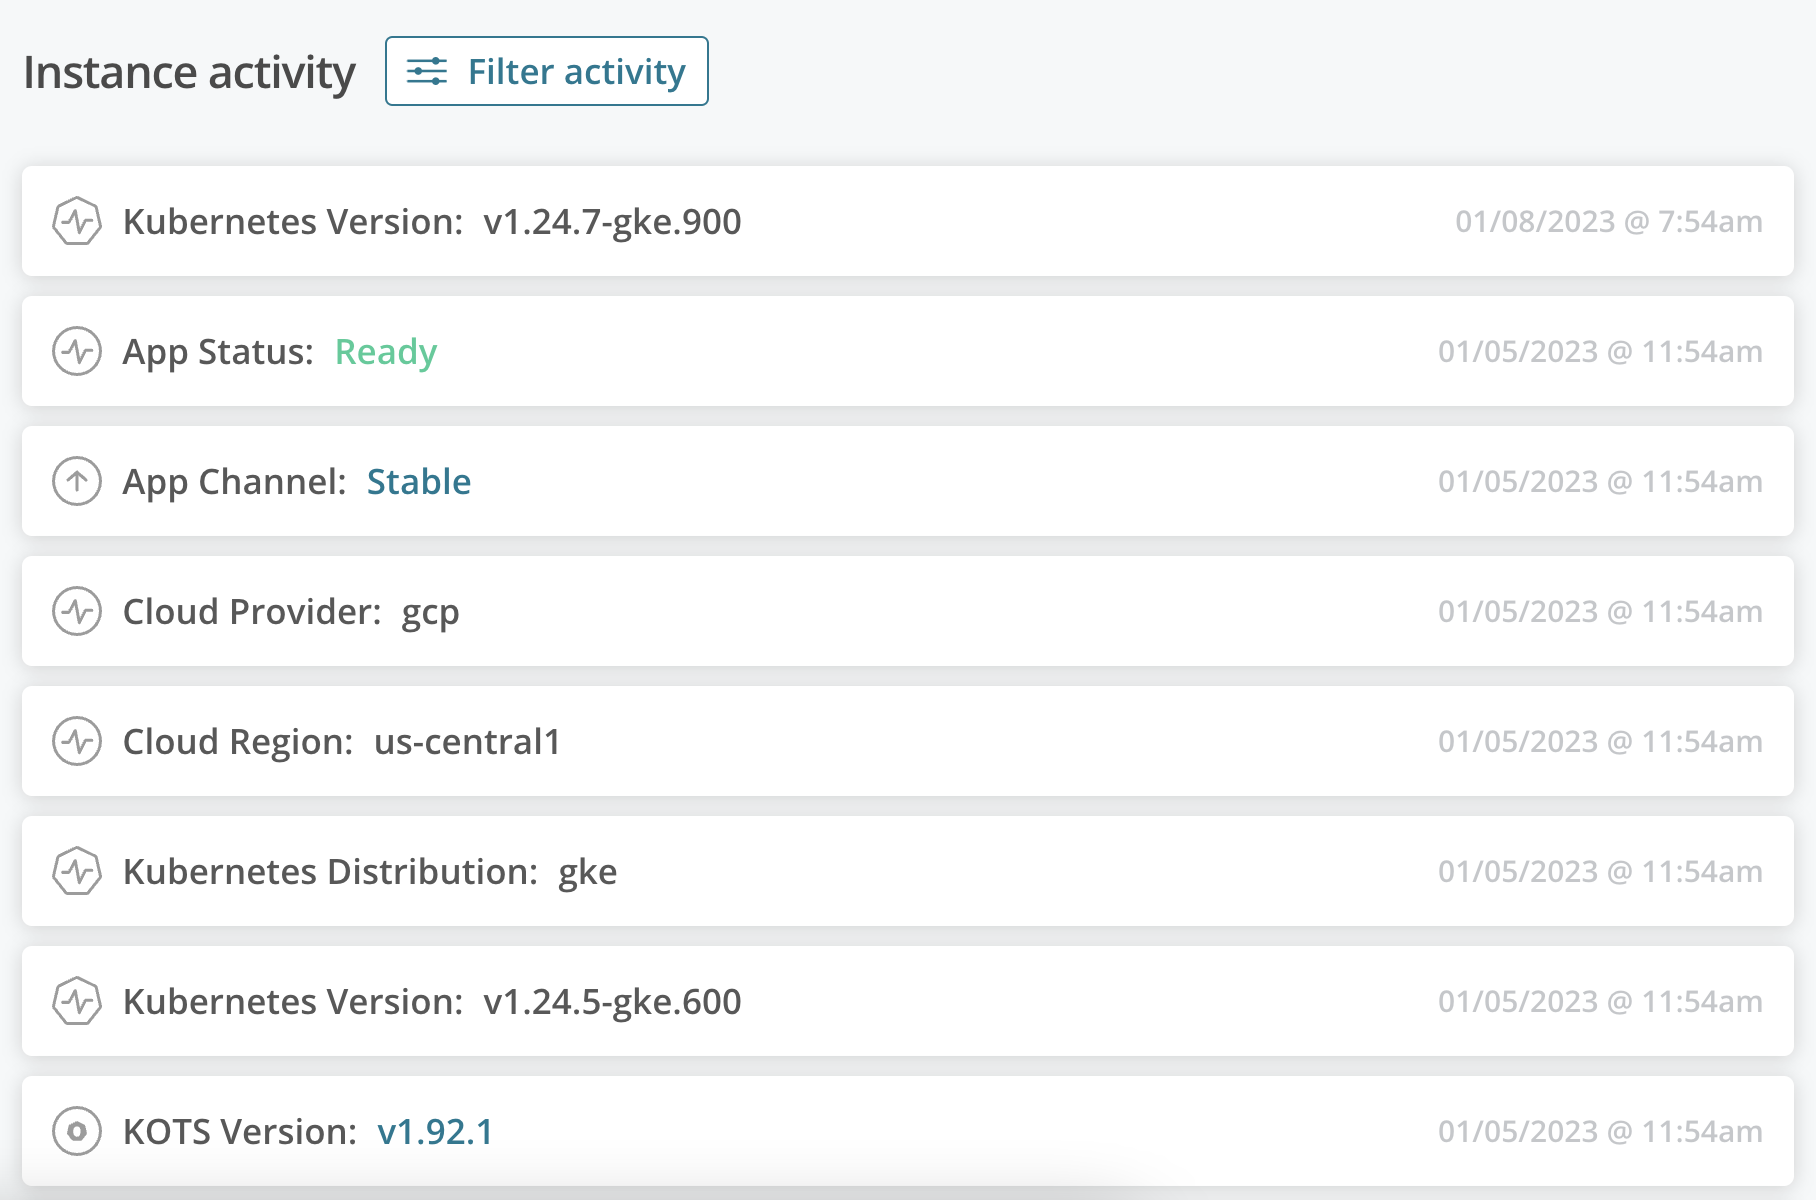 Instance activity
Filter activity
Kubernetes Version: v1.24.7-gke.900 01/08/2023 @ 7:54am
App Status: Ready 01/05/2023 @ 11:54am
App Channel: Stable 01/05/2023 @ 11:54am
Cloud Provider: gcp 01/05/2023 @ 11:54am
Cloud Region: us-central1 01/05/2023 @ 11:54am
Kubernetes Distribution: gke 01/05/2023 @ 11:54am
Kubernetes Version: v1.24.5-gke.600 01/05/2023 @ 11:54am
KOTS Version: v1.92.1 01/05/2023 @ 11:54am